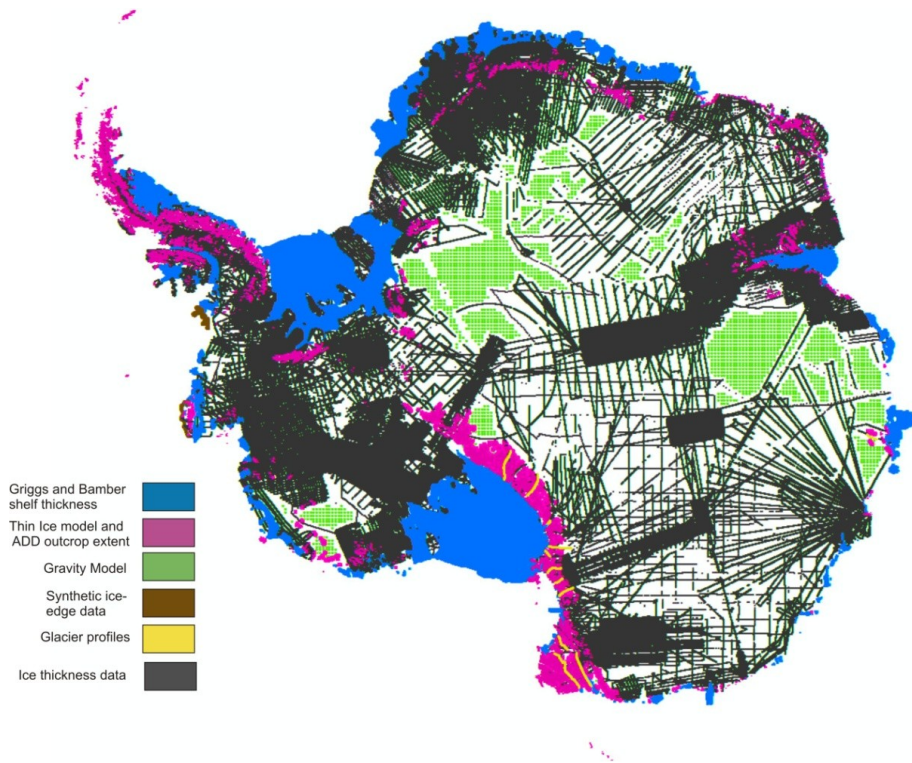 Griggs and Bamber
shelf thickness
Thin Ice model and
ADD outcrop extent
Gravity Model
Synthetic ice-
edge data
Glacier profiles
Ice thickness data